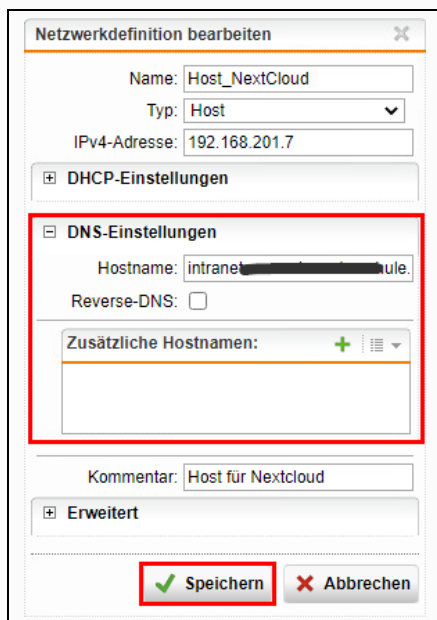 Netzwerkdefinition bearbeiten
Name: Host_NextCloud
Typ: Host
IPv4-Adresse: 192.168.201.7
DHCP-Einstellungen
DNS-Einstellungen
Hostname: intranet hule.
Reverse-DNS:
Zusätzliche Hostnamen:
Kommentar: Host für Nextcloud
Erweitert
Speichern Abbrechen